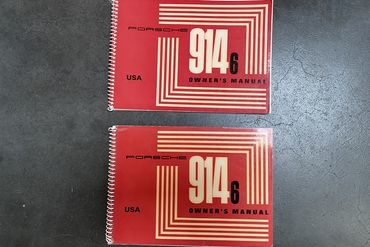 PORSCHE
914 6
USA
OWNER'S MANUAL
PORSCHE
914 6
USA
OWNER'S MANUAL